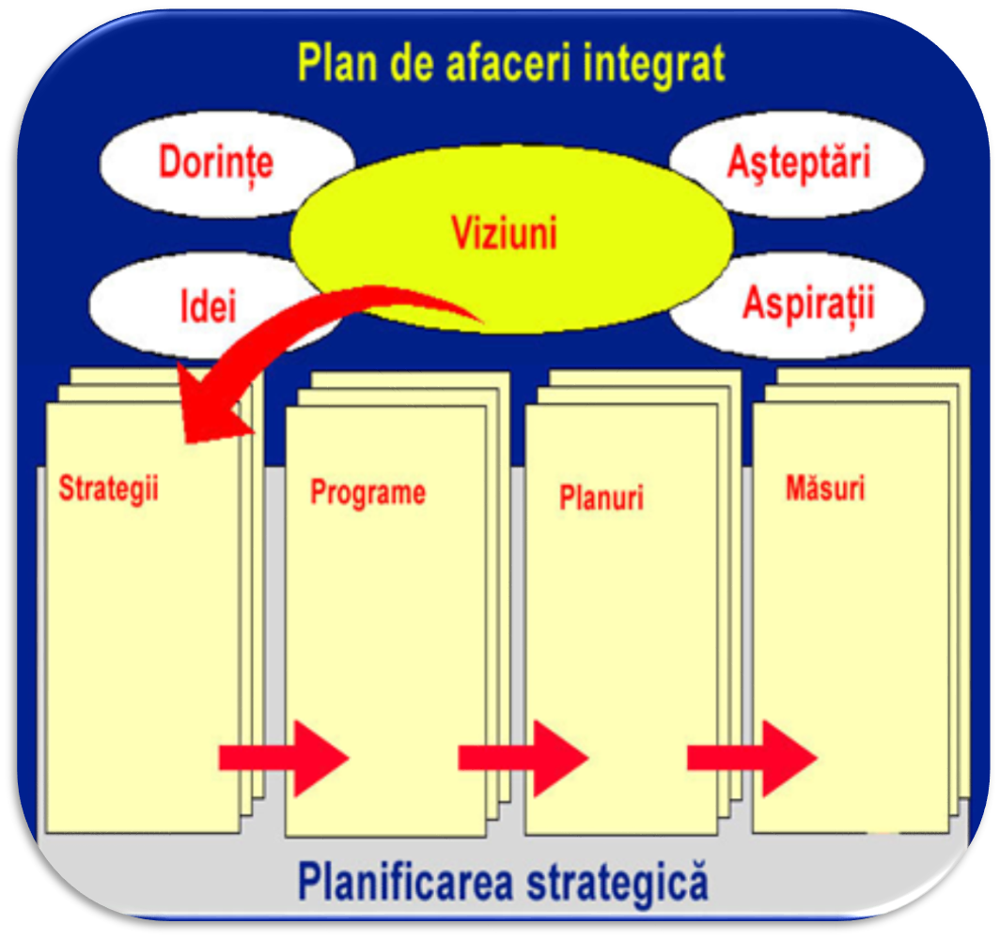 Plan de afaceri integrat
Dorințe
Aşteptări
Viziuni
Idei
Aspirații
Strategii
Programe
Planuri
Măsuri
Planificarea strategică